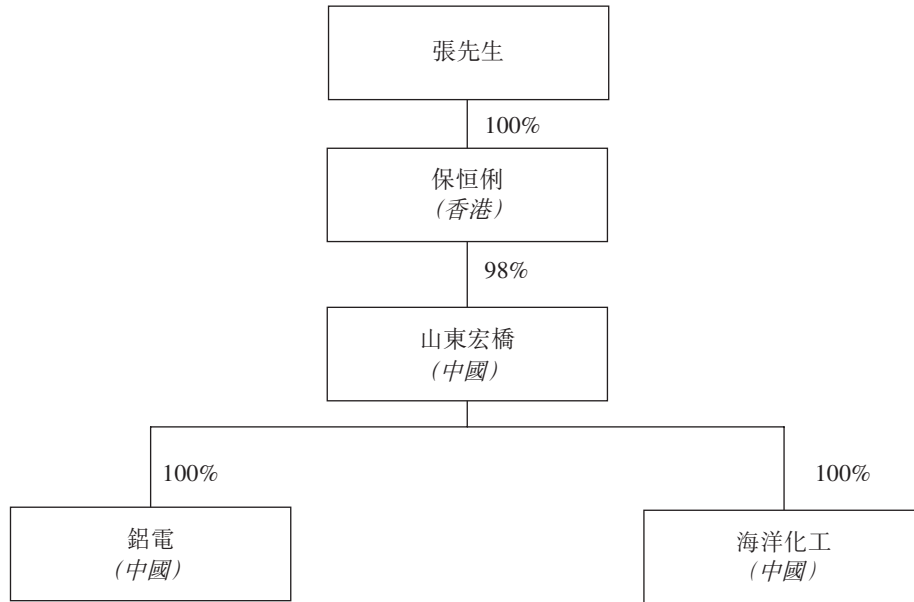 張先生
100%
保恒俐
(香港)
98%
山東宏橋
(中國)
100%
100%
鋁電
(中國)
海洋化工
(中國)